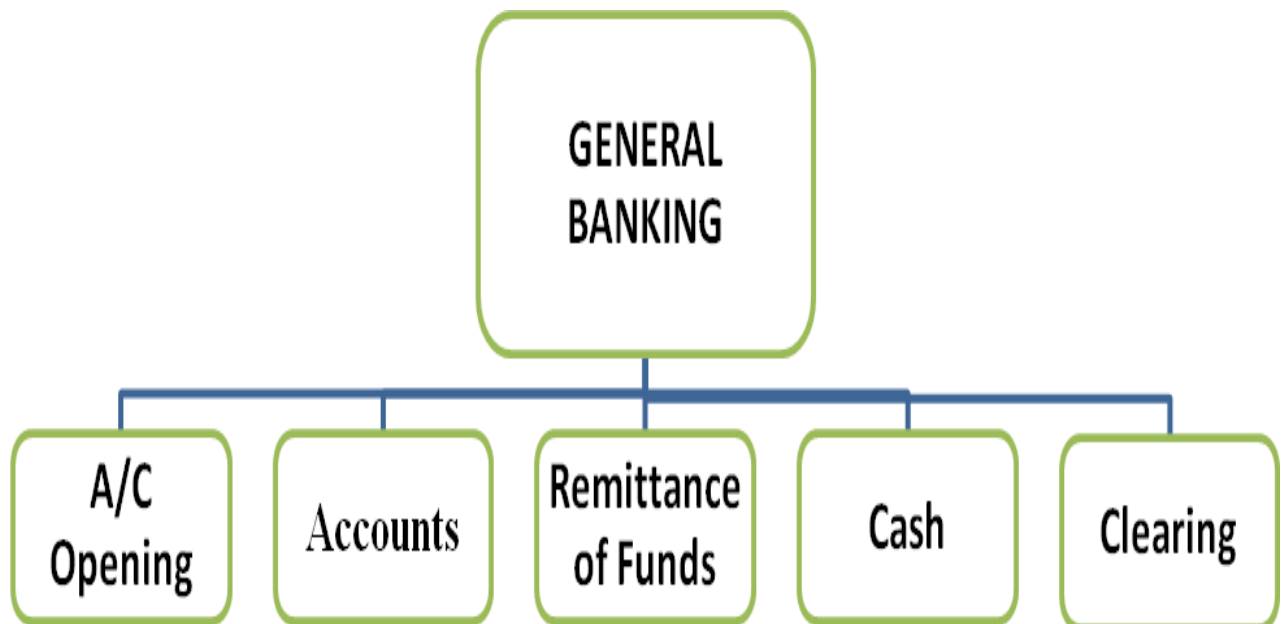 GENERAL
BANKING
A/C
Opening
Accounts
Remittance
of Funds
Cash
Clearing